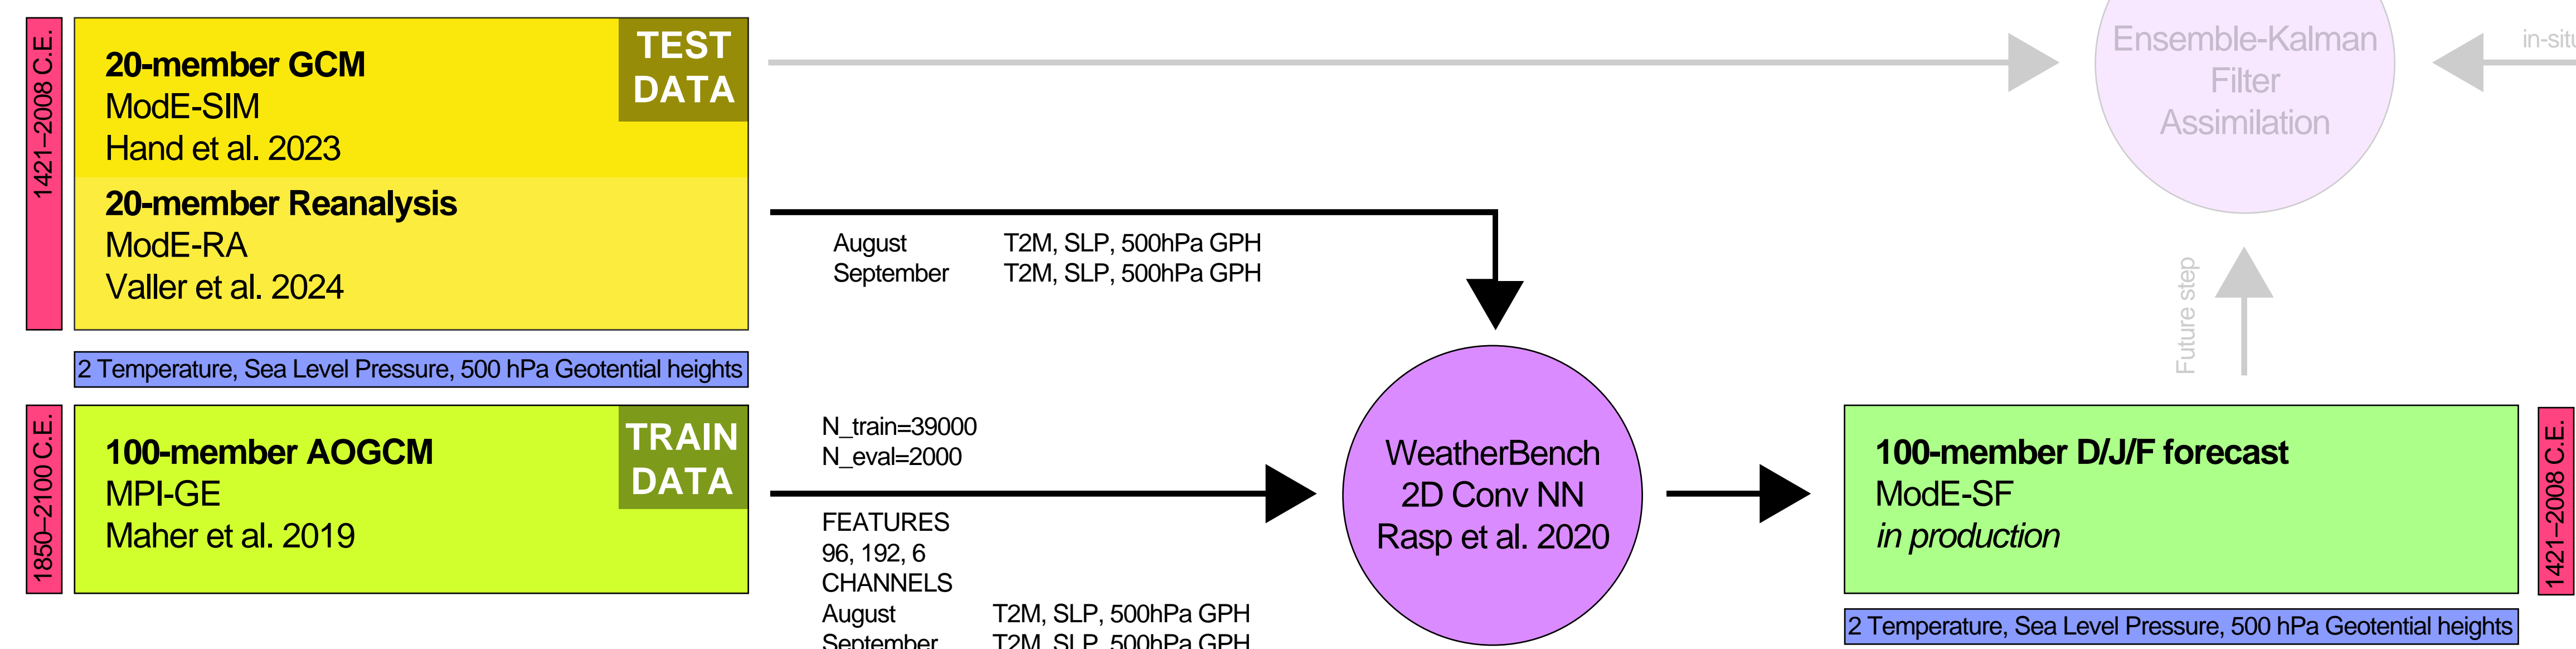 1421–2008 C.E.
20-member GCM
ModE-SIM
Hand et al. 2023
TEST
DATA
20-member Reanalysis
ModE-RA
Valler et al. 2024
August T2M, SLP, 500hPa GPH
September T2M, SLP, 500hPa GPH
Ensemble-Kalman
Filter
Assimilation
Future step
2 Temperature, Sea Level Pressure, 500 hPa Geotential heights
1850–2100 C.E.
100-member AOGCM
MPI-GE
Maher et al. 2019
TRAIN
DATA
N_train=39000
N_eval=2000
FEATURES
96, 192, 6
CHANNELS
August T2M, SLP, 500hPa GPH
September T2M, SLP, 500hPa GPH
WeatherBench
2D Conv NN
Rasp et al. 2020
100-member D/J/F forecast
ModE-SF
in production
1421–2008 C.E.
2 Temperature, Sea Level Pressure, 500 hPa Geotential heights